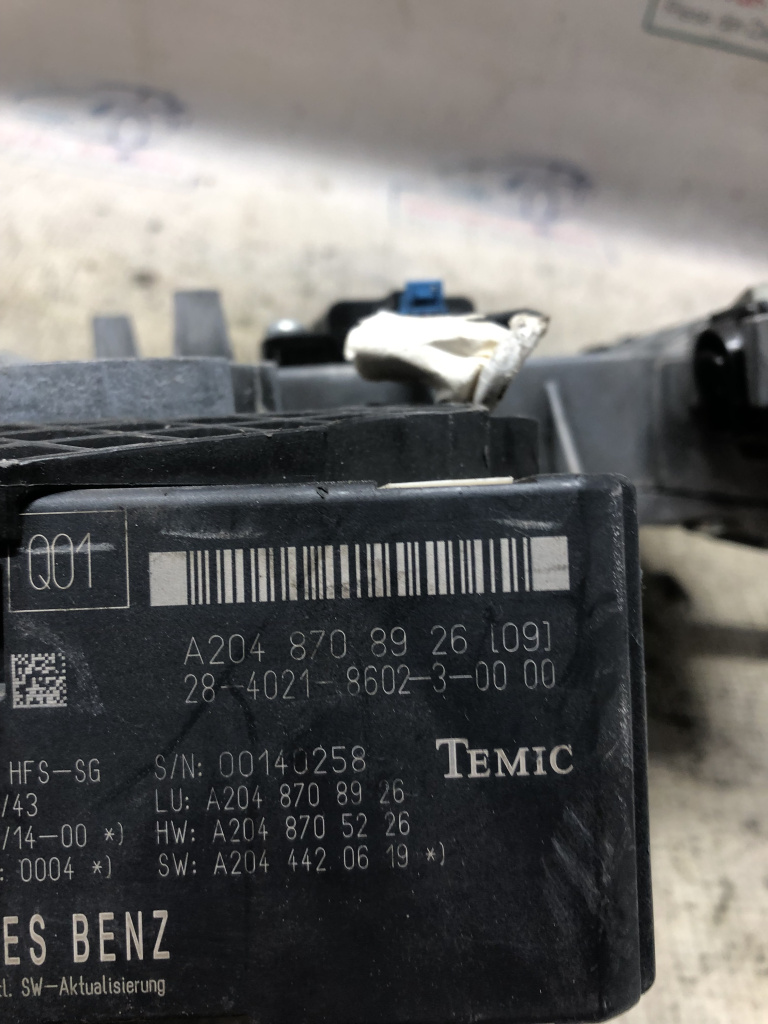 Q01
A204 870 89 26 [09]
28-4021-8602-3-00 00
TEMIC
HFS-SG S/N: 00140258
/43 LU: A204 870 89 26
/14-00 *) HW: A204 870 52 26
: 0004 *) SW: A204 442 06 19 *)
ES BENZ
l. SW-Aktualisierung